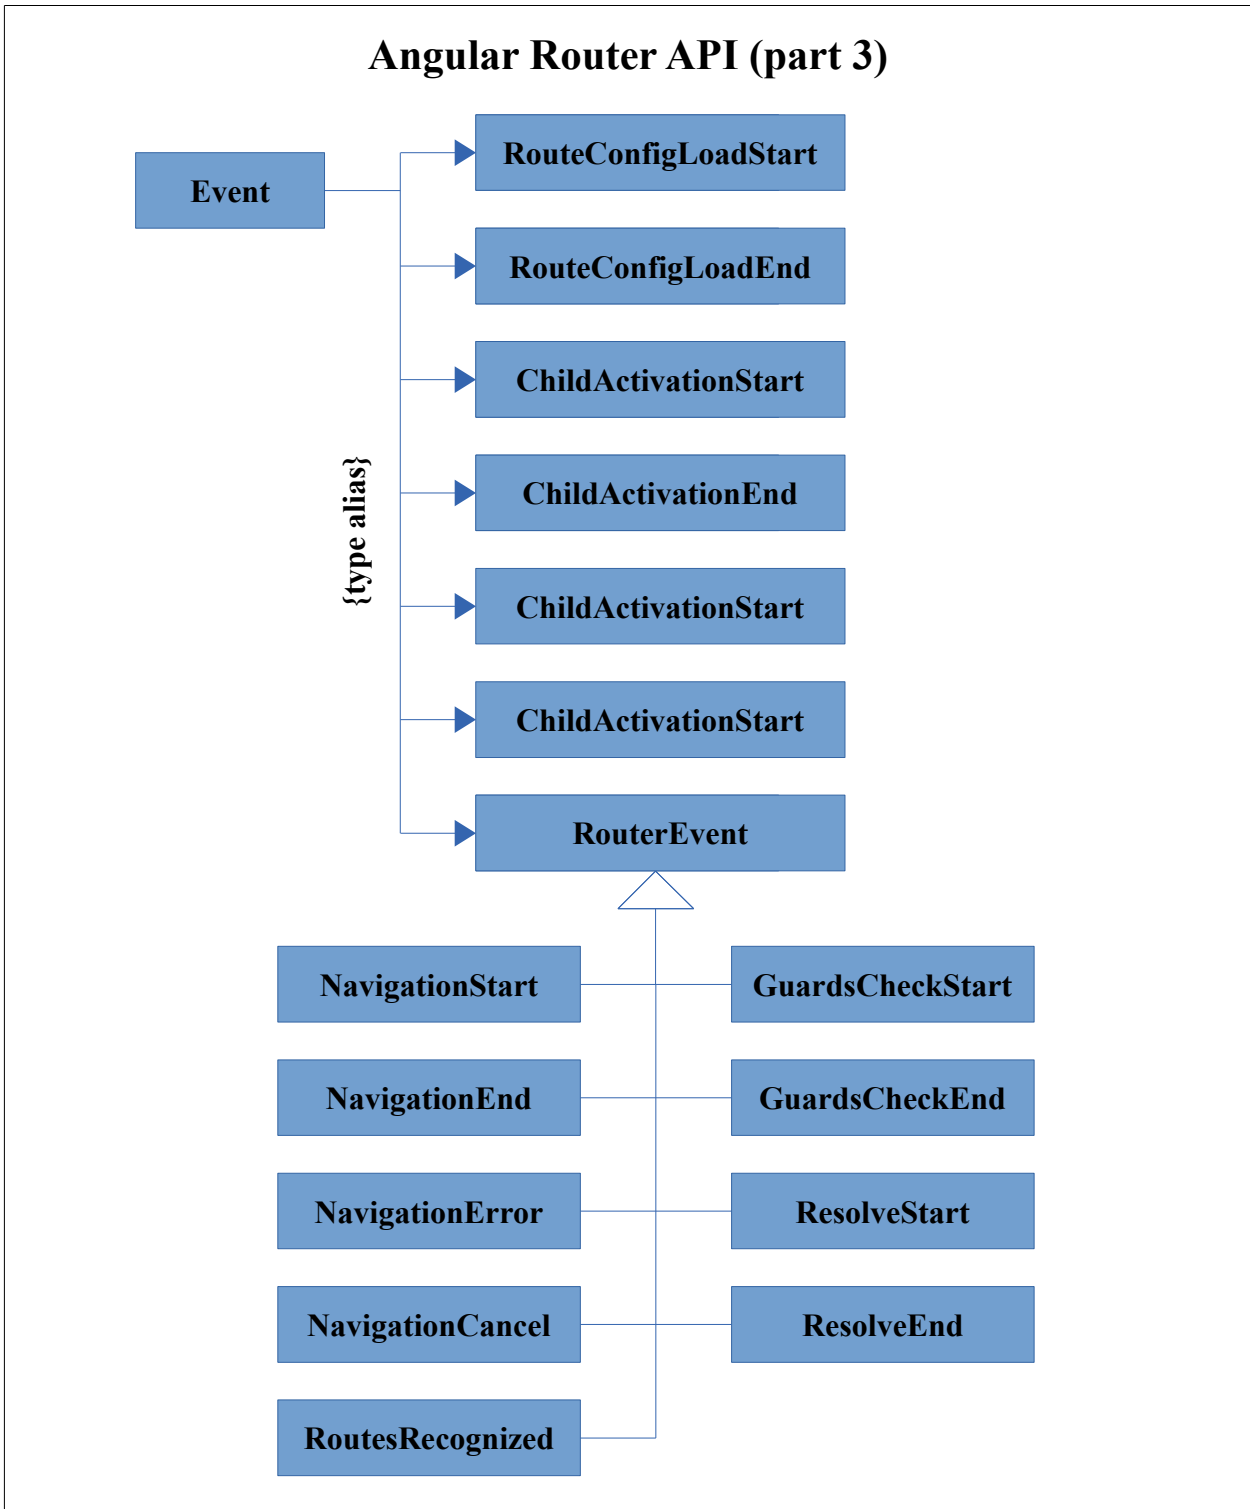 Angular Router API (part 3)
Event
RouteConfigLoadStart
RouteConfigLoadEnd
ChildActivationStart
{type alias}
ChildActivationEnd
ChildActivationStart
ChildActivationStart
RouterEvent
NavigationStart
GuardsCheckStart
NavigationEnd
GuardsCheckEnd
NavigationError
ResolveStart
NavigationCancel
ResolveEnd
RoutesRecognized